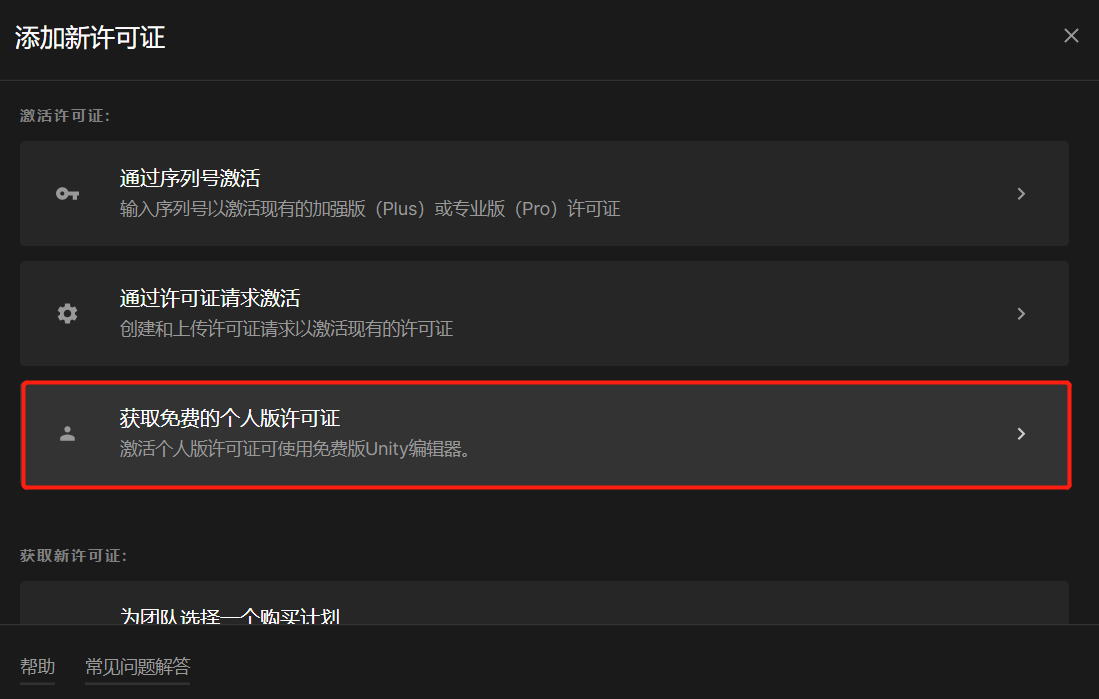 添加新许可证
激活许可证:
通过序列号激活
输入序列号以激活现有的加强版（Plus）或专业版（Pro）许可证
通过许可证请求激活
创建和上传许可证请求以激活现有的许可证
获取免费的个人版许可证
激活个人版许可证可使用免费版Unity编辑器。
获取新许可证:
为团队选择一个购买计划
帮助
常见问题解答